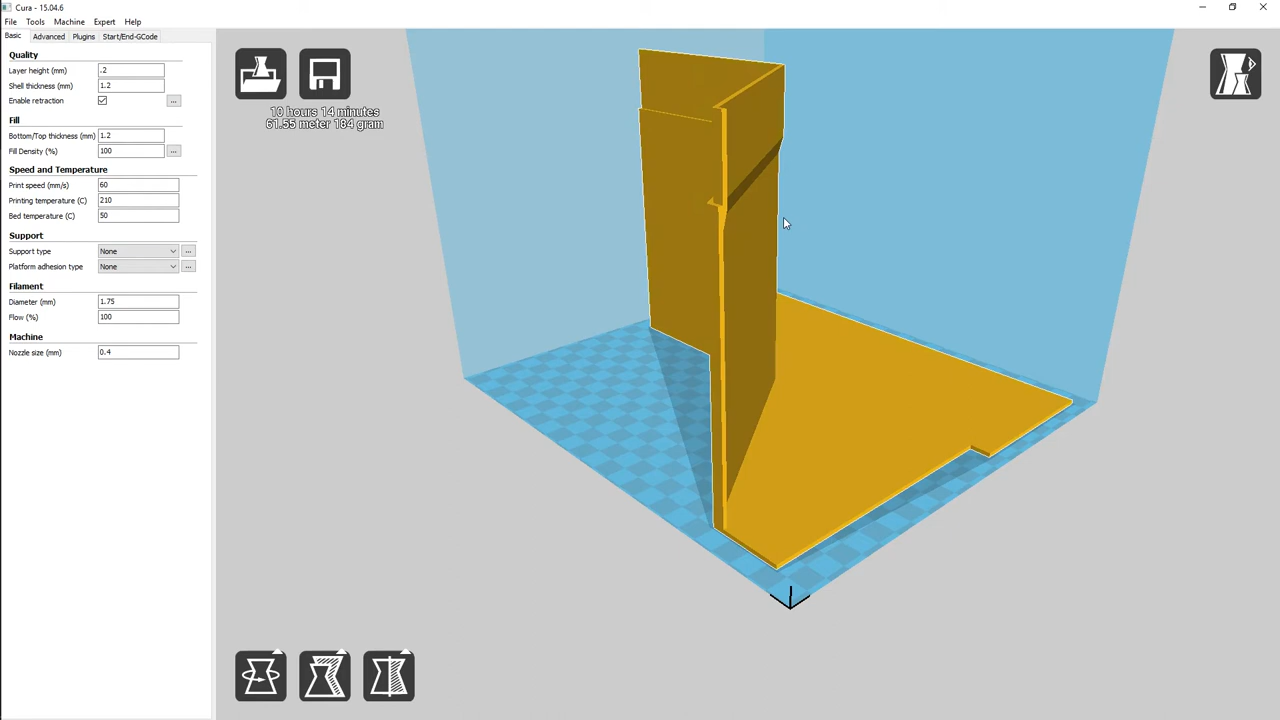 Cura - 15.04.6
File Tools Machine Expert Help
Basic Advanced Plugins Start/End-GCode
Quality
Layer height (mm) .2
Shell thickness (mm) 1.2
Enable retraction ...
Fill
Bottom/Top thickness (mm) 1.2
Fill Density (%) 100 ...
Speed and Temperature
Print speed (mm/s) 60
Printing temperature (C) 210
Bed temperature (C) 50
Support
Support type None ...
Platform adhesion type None ...
Filament
Diameter (mm) 1.75
Flow (%) 100
Machine
Nozzle size (mm) 0.4
10 hours 14 minutes
61.55 meter 184 gram